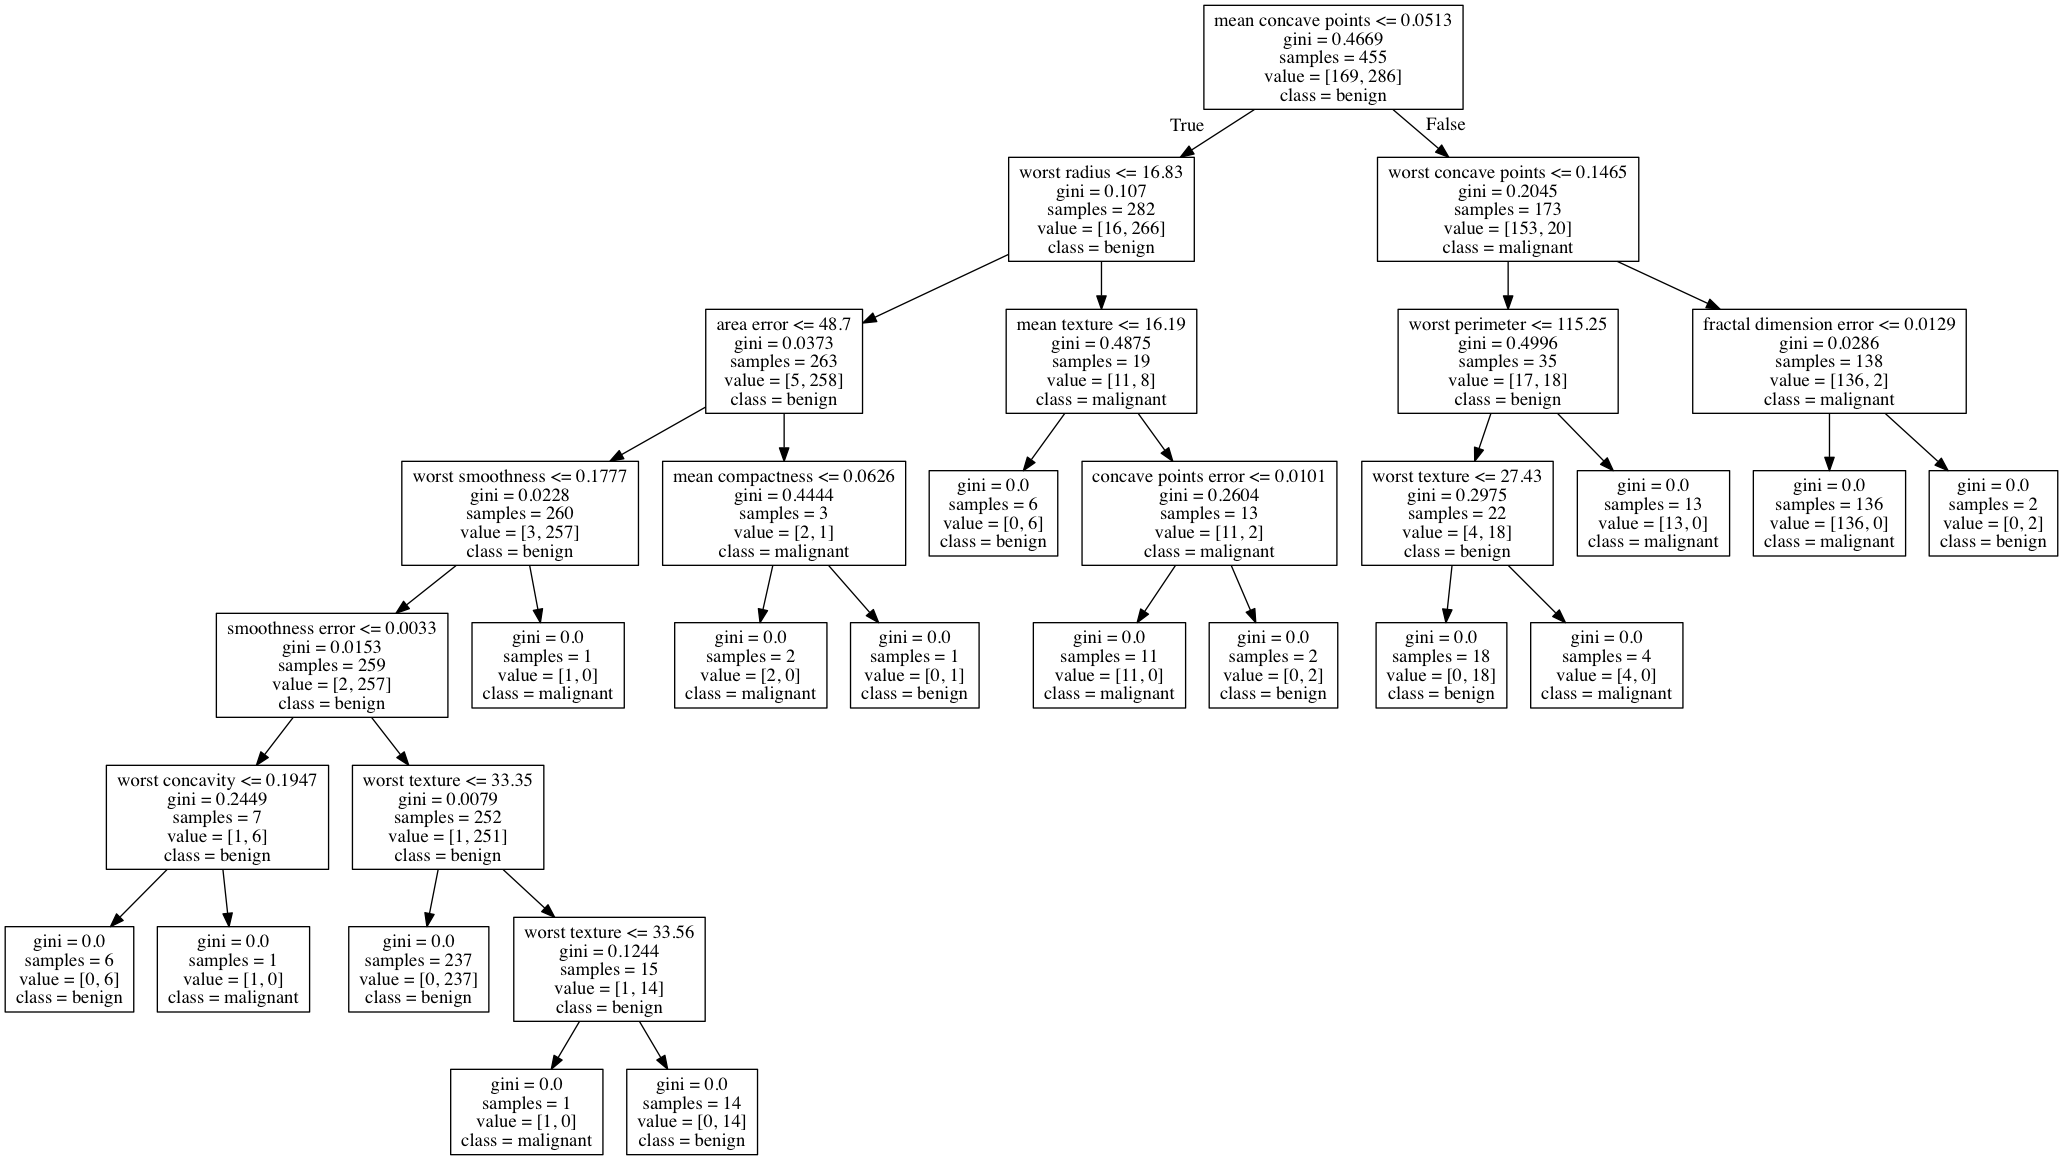 mean concave points <= 0.0513
gini = 0.4669
samples = 455
value = [169, 286]
class = benign
True
False
worst radius <= 16.83
gini = 0.107
samples = 282
value = [16, 266]
class = benign
worst concave points <= 0.1465
gini = 0.2045
samples = 173
value = [153, 20]
class = malignant
area error <= 48.7
gini = 0.0373
samples = 263
value = [5, 258]
class = benign
mean texture <= 16.19
gini = 0.4875
samples = 19
value = [11, 8]
class = malignant
worst perimeter <= 115.25
gini = 0.4996
samples = 35
value = [17, 18]
class = benign
fractal dimension error <= 0.0129
gini = 0.0286
samples = 138
value = [136, 2]
class = malignant
worst smoothness <= 0.1777
gini = 0.0228
samples = 260
value = [3, 257]
class = benign
mean compactness <= 0.0626
gini = 0.4444
samples = 3
value = [2, 1]
class = malignant
gini = 0.0
samples = 6
value = [0, 6]
class = benign
concave points error <= 0.0101
gini = 0.2604
samples = 13
value = [11, 2]
class = malignant
worst texture <= 27.43
gini = 0.2975
samples = 22
value = [4, 18]
class = benign
gini = 0.0
samples = 13
value = [13, 0]
class = malignant
gini = 0.0
samples = 136
value = [136, 0]
class = malignant
gini = 0.0
samples = 2
value = [0, 2]
class = benign
smoothness error <= 0.0033
gini = 0.0153
samples = 259
value = [2, 257]
class = benign
gini = 0.0
samples = 1
value = [1, 0]
class = malignant
gini = 0.0
samples = 2
value = [2, 0]
class = malignant
gini = 0.0
samples = 1
value = [0, 1]
class = benign
gini = 0.0
samples = 11
value = [11, 0]
class = malignant
gini = 0.0
samples = 2
value = [0, 2]
class = benign
gini = 0.0
samples = 18
value = [0, 18]
class = benign
gini = 0.0
samples = 4
value = [4, 0]
class = malignant
worst concavity <= 0.1947
gini = 0.2449
samples = 7
value = [1, 6]
class = benign
worst texture <= 33.35
gini = 0.0079
samples = 252
value = [1, 251]
class = benign
gini = 0.0
samples = 6
value = [0, 6]
class = benign
gini = 0.0
samples = 1
value = [1, 0]
class = malignant
gini = 0.0
samples = 237
value = [0, 237]
class = benign
worst texture <= 33.56
gini = 0.1244
samples = 15
value = [1, 14]
class = benign
gini = 0.0
samples = 1
value = [1, 0]
class = malignant
gini = 0.0
samples = 14
value = [0, 14]
class = benign